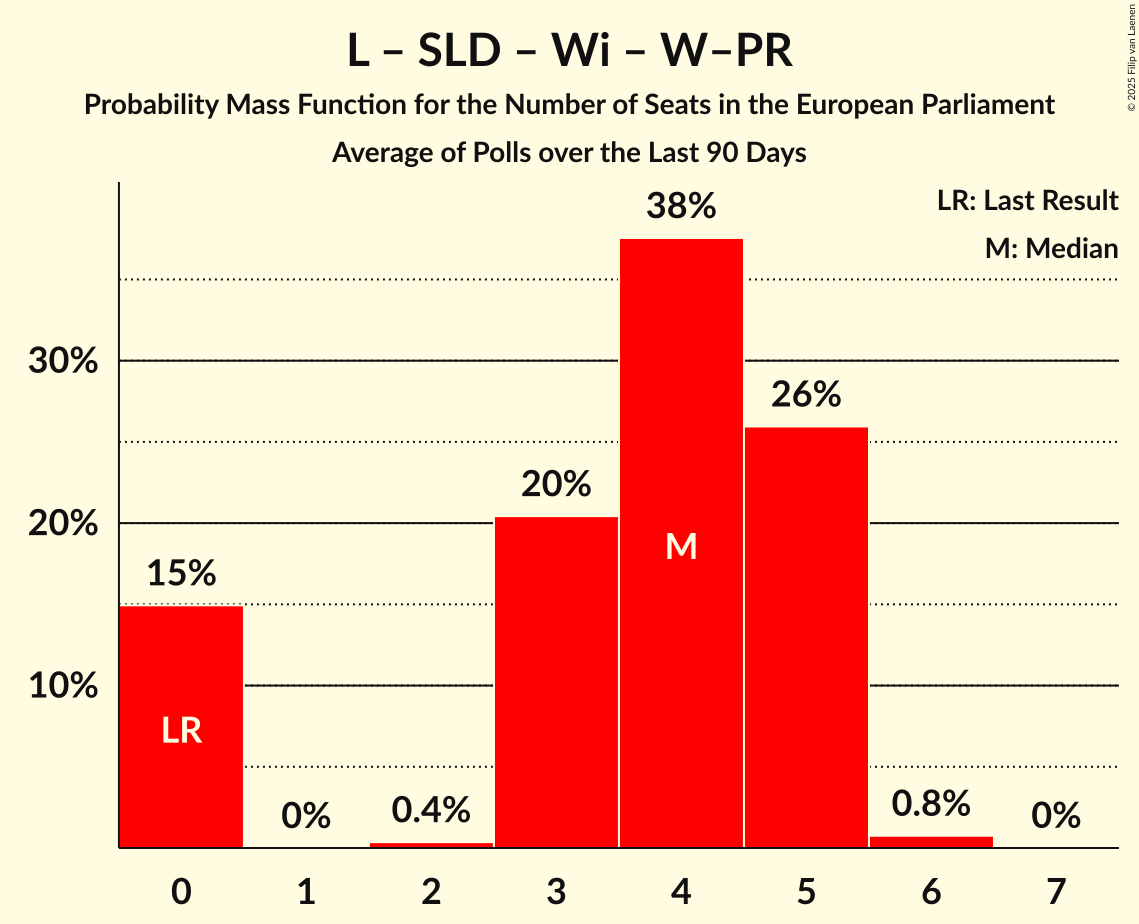 L – SLD – Wi – W–PR
Probability Mass Function for the Number of Seats in the European Parliament
Average of Polls over the Last 90 Days
© 2025 Filip van Laenen
LR: Last Result
M: Median
38%
30%
26%
20%
20%
15%
10%
M
LR
0%
0.4%
0.8%
0%
0 1 2 3 4 5 6 7